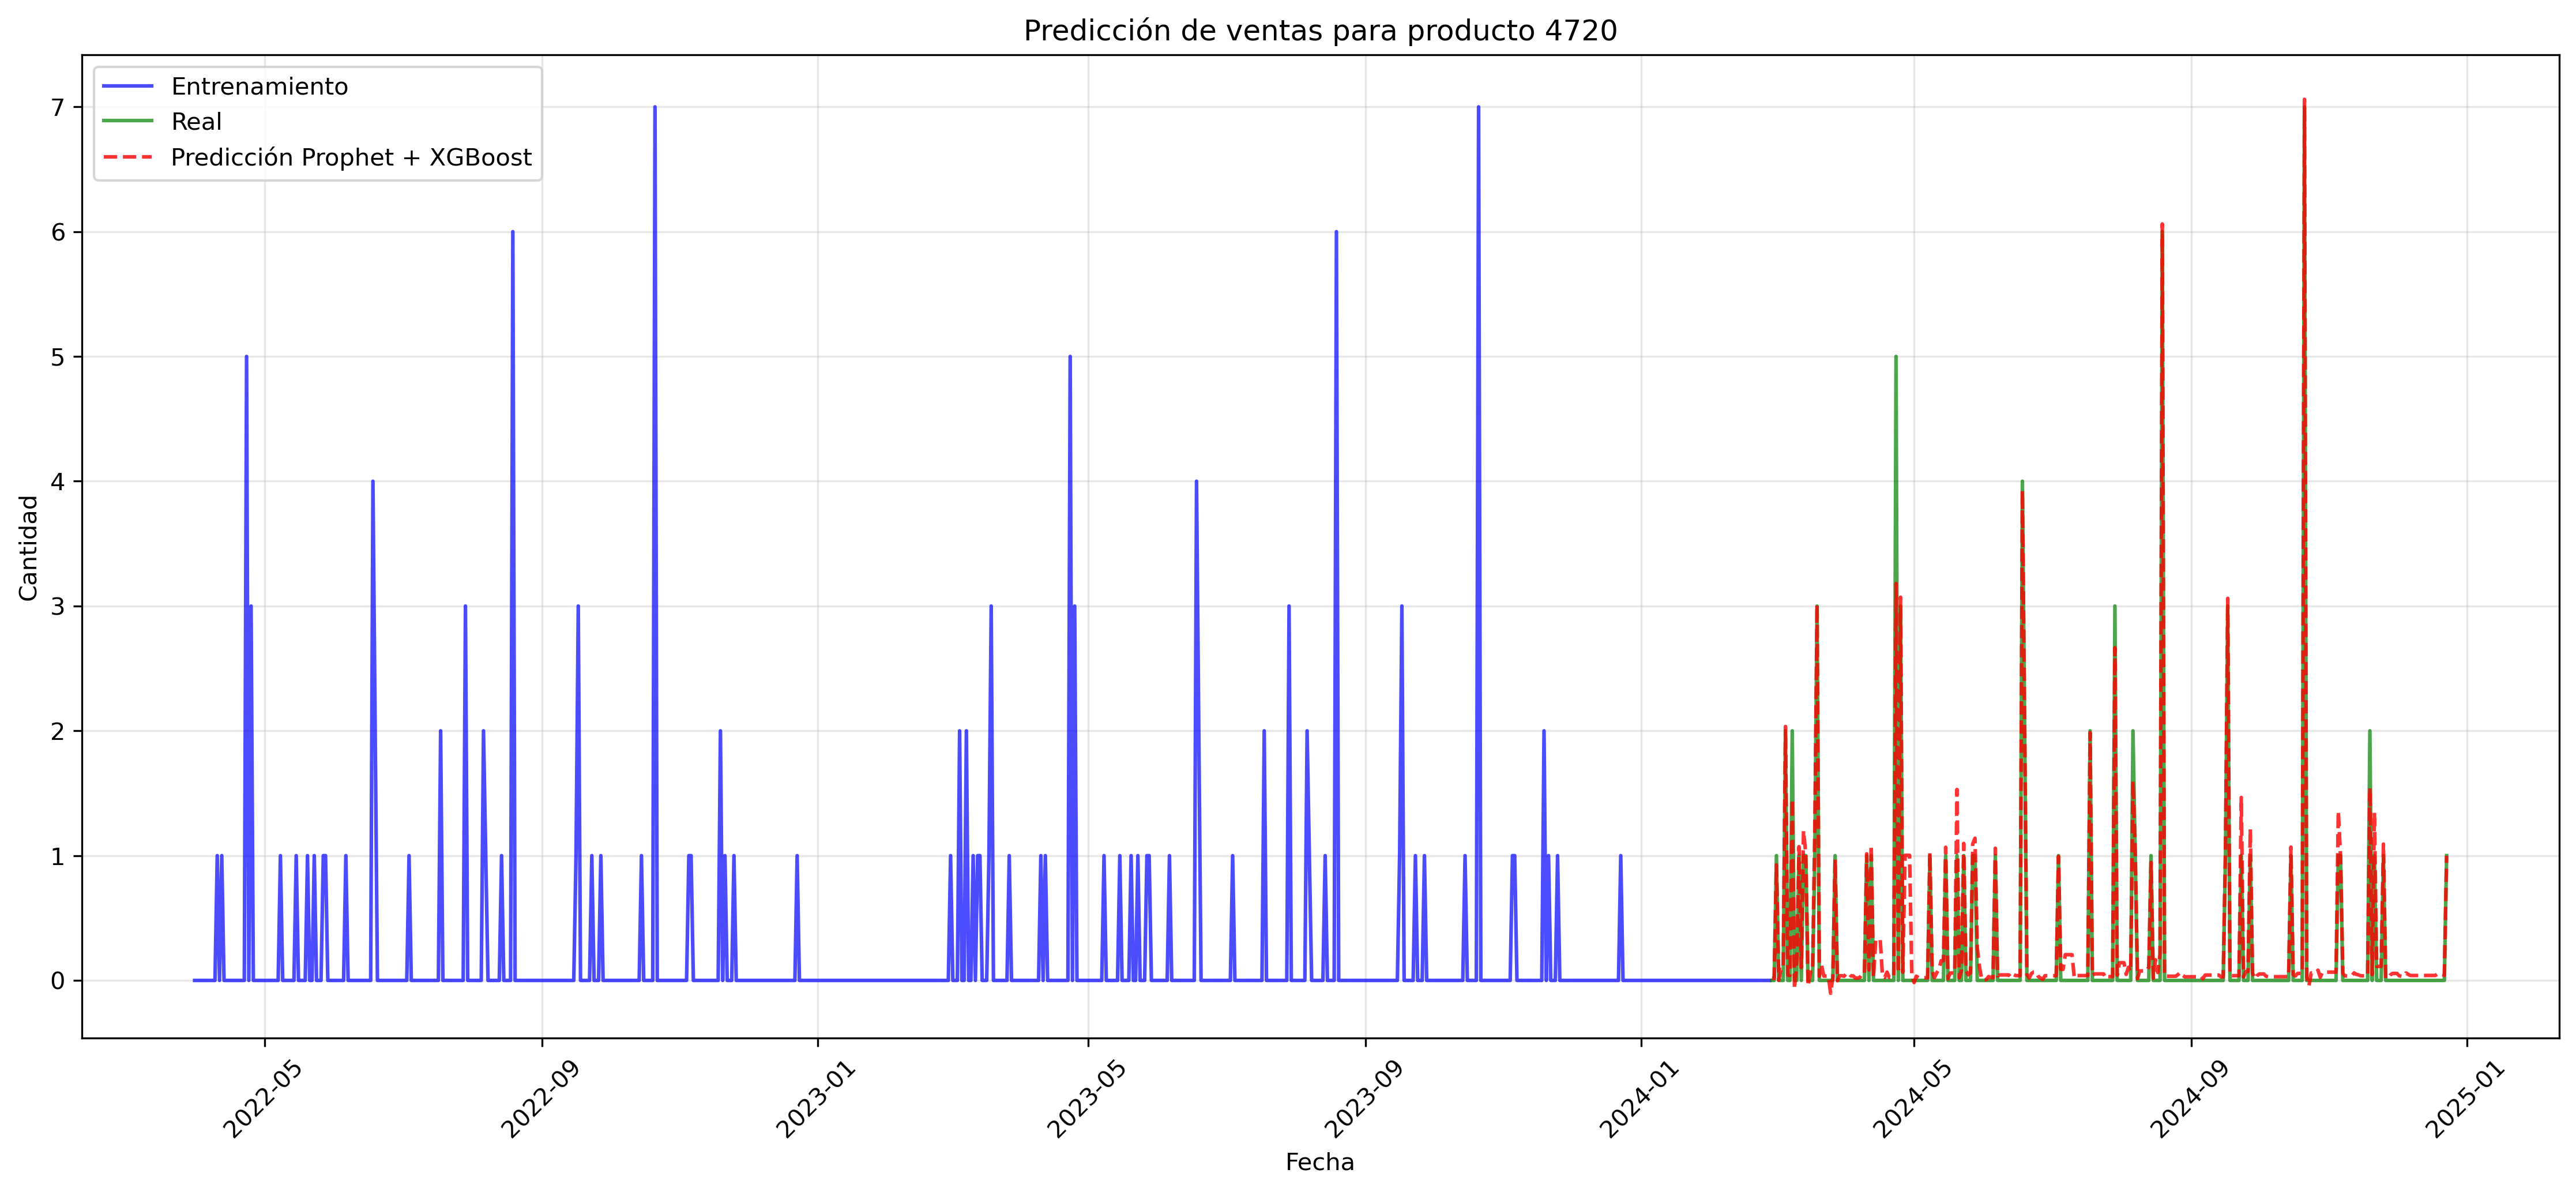 Predicción de ventas para producto 4720
Entrenamiento
Real
Predicción Prophet + XGBoost
Cantidad
7
6
5
4
3
2
1
0
2022-05
2022-09
2023-01
2023-05
2023-09
2024-01
2024-05
2024-09
2025-01
Fecha